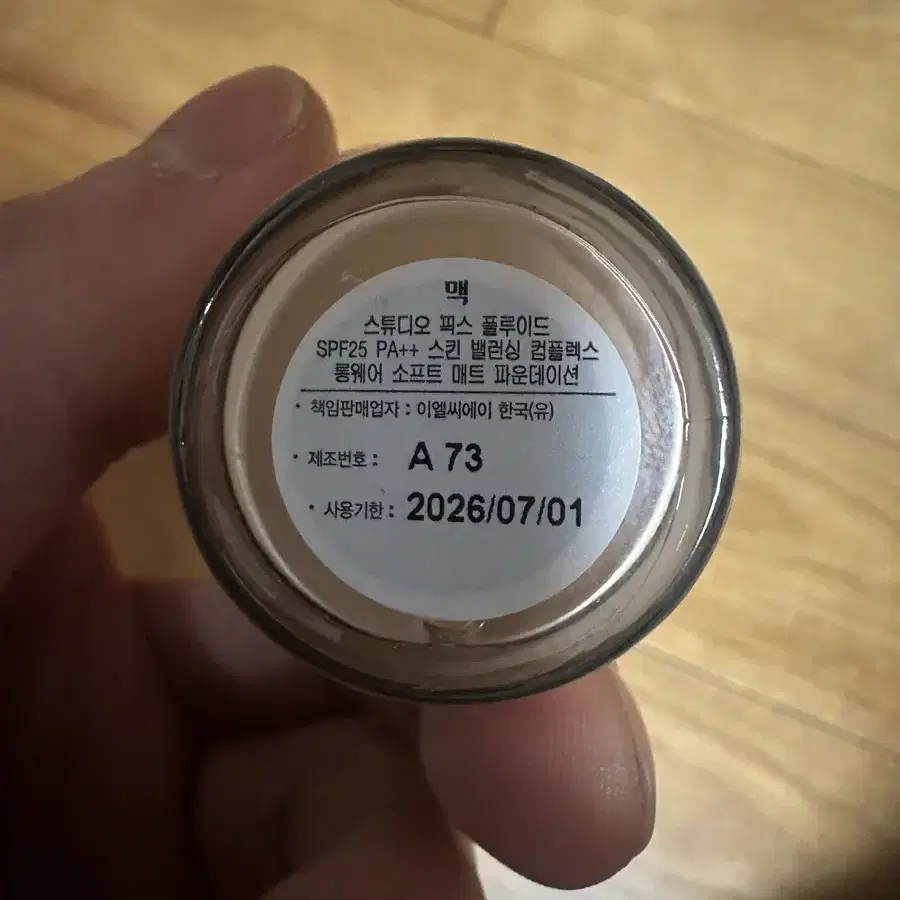 맥
스튜디오 픽스 플루이드
SPF25 PA++ 스킨 밸런싱 컴플렉스
롱웨어 소프트 매트 파운데이션
· 책임판매업자 : 이엘씨에이 한국(유)
· 제조번호 : A 73
· 사용기한 : 2026/07/01